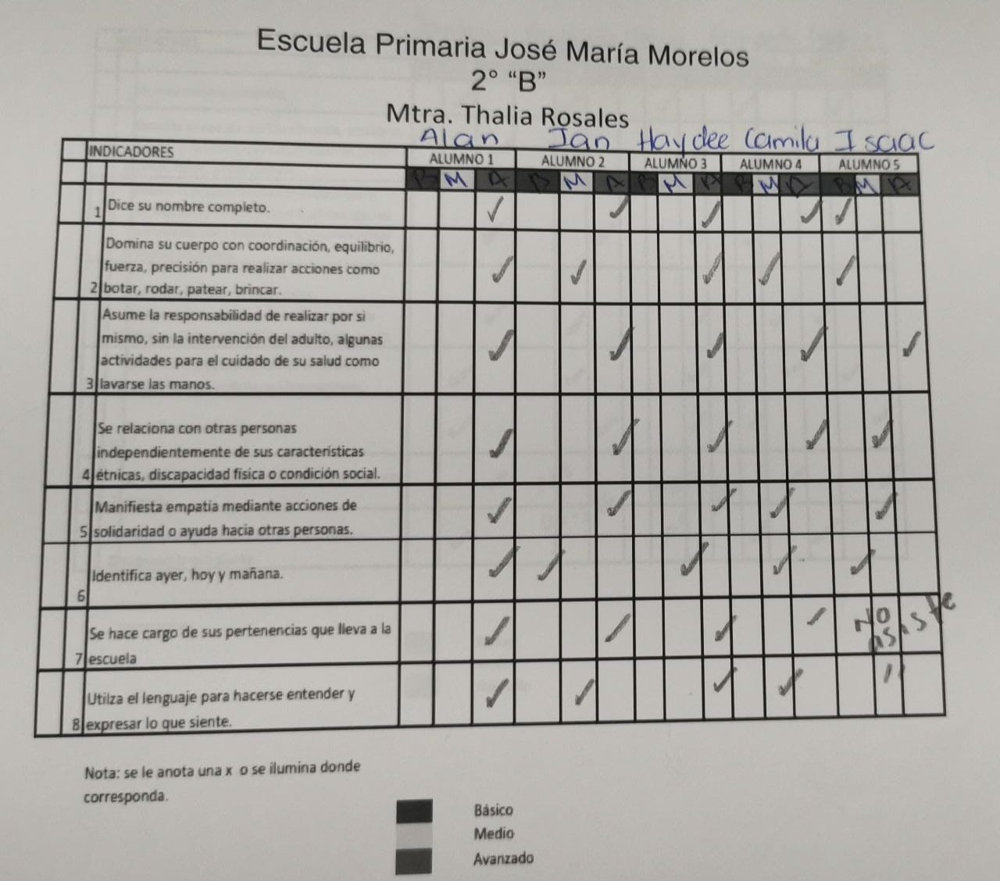 Escuela Primaria José María Morelos
2° “B”
Mtra. Thalia Rosales
Alan Ian Haydee Camila Isaac
INDICADORES ALUMNO 1 ALUMNO 2 ALUMNO 3 ALUMNO 4 ALUMNO 5
B M A B M A B M A B M A B M A
1 Dice su nombre completo. ✓ ✓ ✓ ✓ ✓
Domina su cuerpo con coordinación, equilibrio,
fuerza, precisión para realizar acciones como ✓ ✓ ✓ ✓ ✓
2 botar, rodar, patear, brincar.
Asume la responsabilidad de realizar por si
mismo, sin la intervención del adulto, algunas ✓ ✓ ✓ ✓ ✓
actividades para el cuidado de su salud como
3 lavarse las manos.
Se relaciona con otras personas
independientemente de sus características ✓ ✓ ✓ ✓ ✓
4 étnicas, discapacidad física o condición social.
Manifiesta empatía mediante acciones de ✓ ✓ ✓ ✓ ✓
5 solidaridad o ayuda hacia otras personas.
Identifica ayer, hoy y mañana. ✓ ✓ ✓ ✓ ✓
6
Se hace cargo de sus pertenencias que lleva a la ✓ ✓ ✓ ✓ No
7 escuela asiste
Utilza el lenguaje para hacerse entender y ✓ ✓ ✓ ✓ "
8 expresar lo que siente.
Nota: se le anota una x o se ilumina donde
corresponda.
Básico
Medio
Avanzado